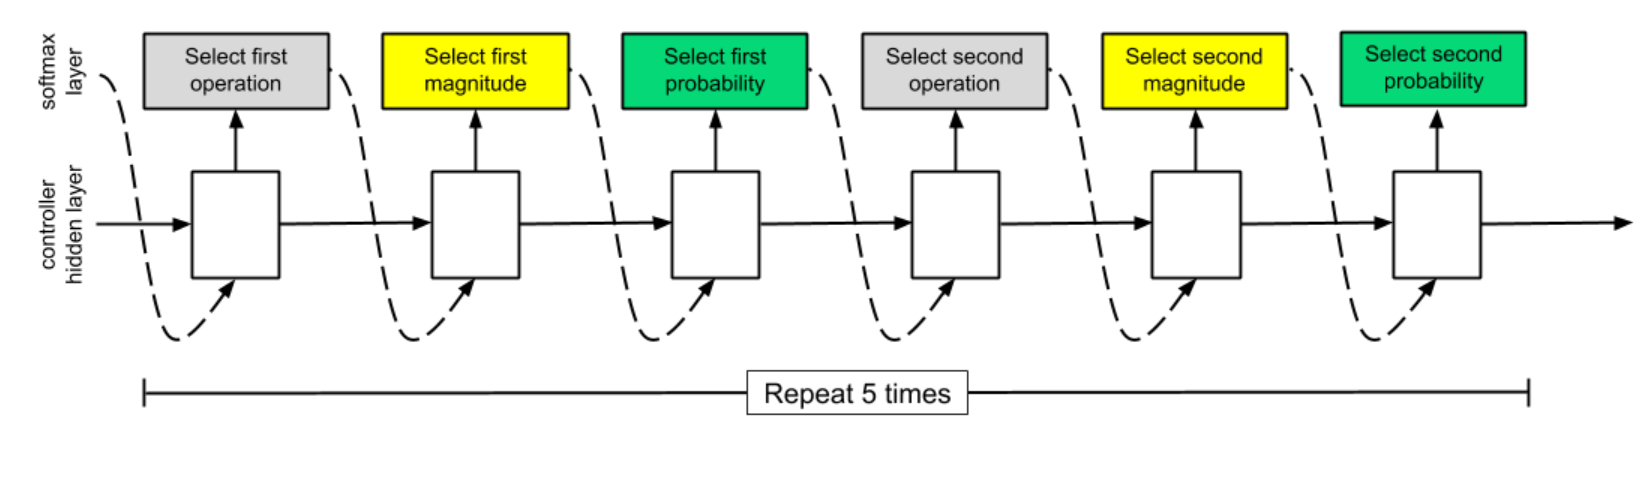 softmax
layer
Select first
operation
Select first
magnitude
Select first
probability
Select second
operation
Select second
magnitude
Select second
probability
controller
hidden layer
Repeat 5 times